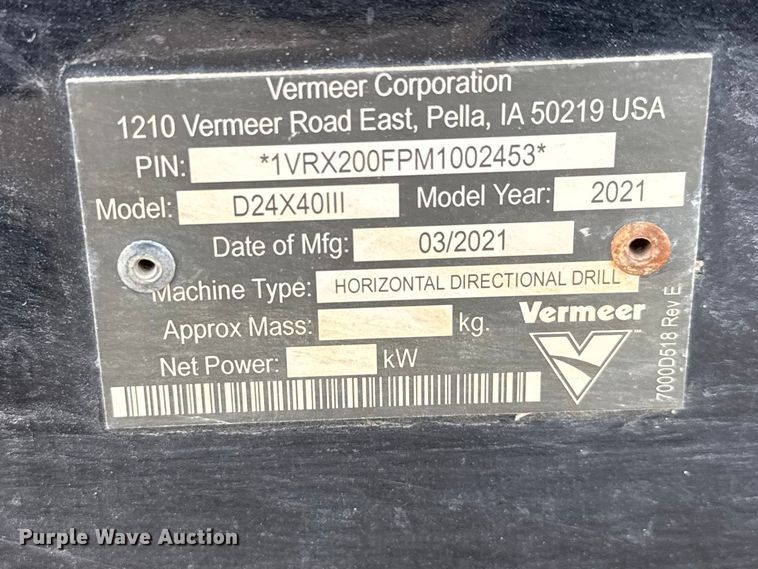 Vermeer Corporation
1210 Vermeer Road East, Pella, IA 50219 USA
PIN: *1VRX200FPM1002453*
Model: D24X40III Model Year: 2021
Date of Mfg: 03/2021
Machine Type: HORIZONTAL DIRECTIONAL DRILL
Approx Mass: kg.
Net Power: kW
Vermeer
7000D518 Rev E
Purple Wave Auction